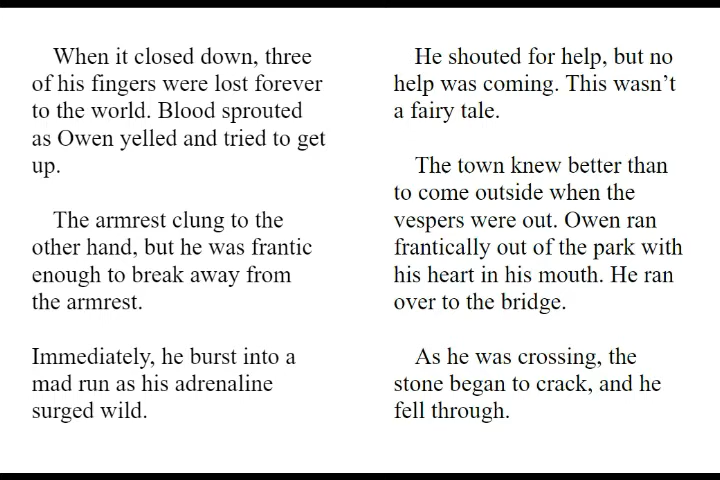 When it closed down, three
of his fingers were lost forever
to the world. Blood sprouted
as Owen yelled and tried to get
up.
The armrest clung to the
other hand, but he was frantic
enough to break away from
the armrest.
Immediately, he burst into a
mad run as his adrenaline
surged wild.
He shouted for help, but no
help was coming. This wasn’t
a fairy tale.
The town knew better than
to come outside when the
vespers were out. Owen ran
frantically out of the park with
his heart in his mouth. He ran
over to the bridge.
As he was crossing, the
stone began to crack, and he
fell through.